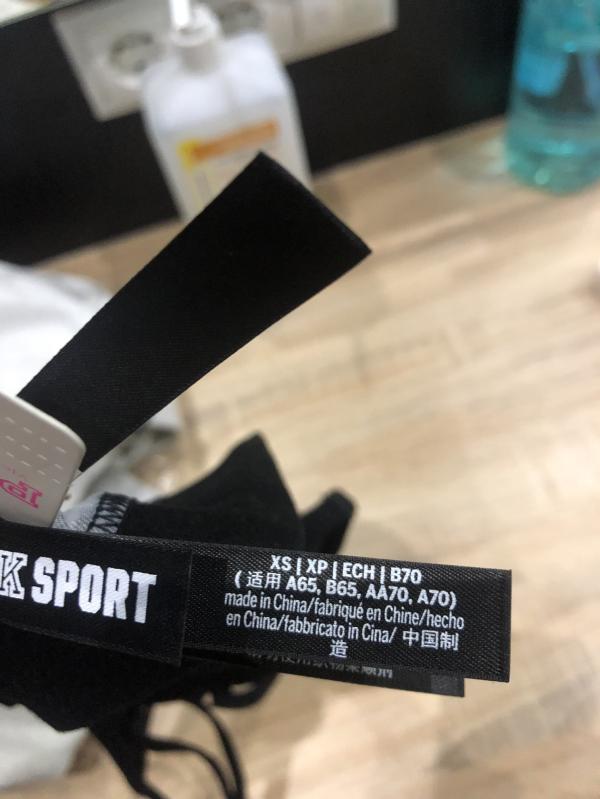 K SPORT
XS | XP | ECH | B70
( 适用 A65, B65, AA70, A70)
made in China/fabriqué en Chine/hecho
en China/fabbricato in Cina/ 中国制
造